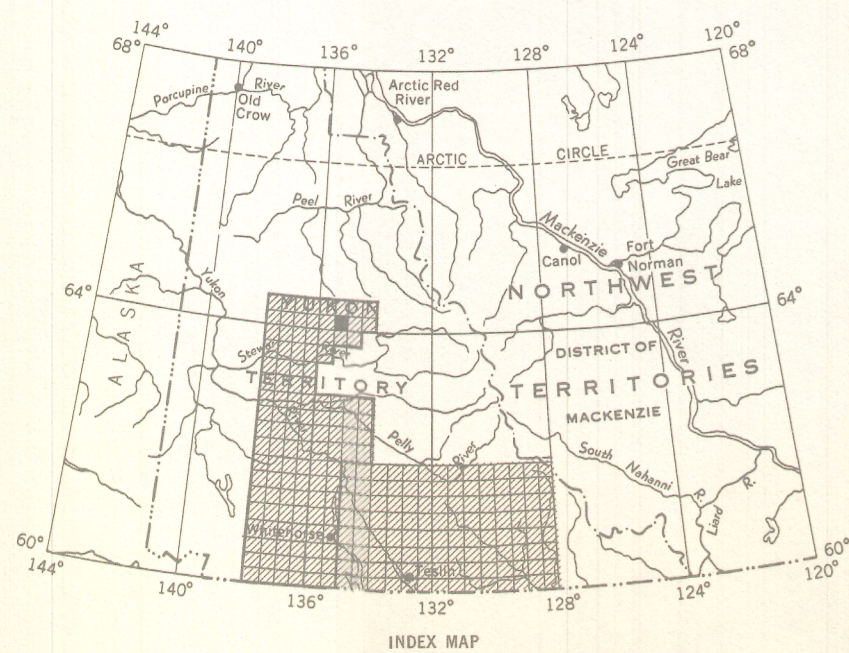 144°
140°
136°
132°
128°
124°
120°
68°
68°
Porcupine River
Old
Crow
Arctic Red
River
ARCTIC CIRCLE
Great Bear
Lake
Peel River
Mackenzie
Canol
Fort
Norman
Yukon
64°
64°
ALASKA
YUKON
NORTHWEST
Stewart River
DISTRICT OF
River
TERRITORY
TERRITORIES
MACKENZIE
Pelly
River
South
Nahanni
R.
Liard
R.
Whitehorse
Teslin
60°
60°
144°
140°
136°
132°
128°
124°
120°
INDEX MAP